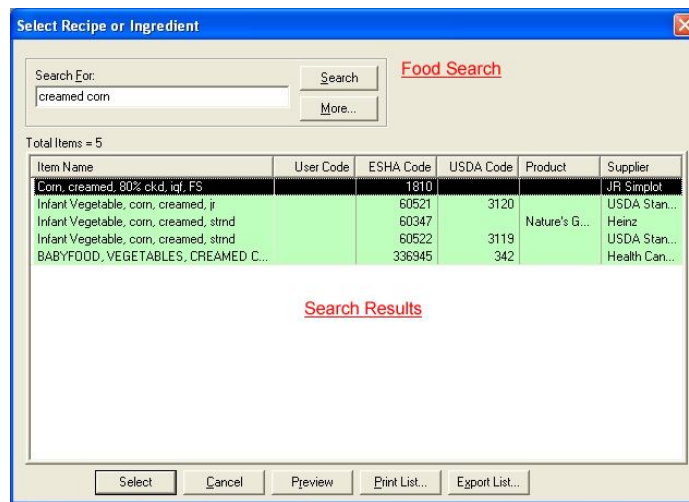 Select Recipe or Ingredient
Search For:
creamed corn
Search
More...
Food Search
Total Items = 5
Item Name User Code ESHA Code USDA Code Product Supplier
Corn, creamed, 80% ckd, iqf, FS 1810 JR Simplot
Infant Vegetable, corn, creamed, jr 60521 3120 USDA Stan...
Infant Vegetable, corn, creamed, strnd 60347 Nature's G... Heinz
Infant Vegetable, corn, creamed, strnd 60522 3119 USDA Stan...
BABYFOOD, VEGETABLES, CREAMED C... 336945 342 Health Can...
Search Results
Select Cancel Preview Print List... Export List...